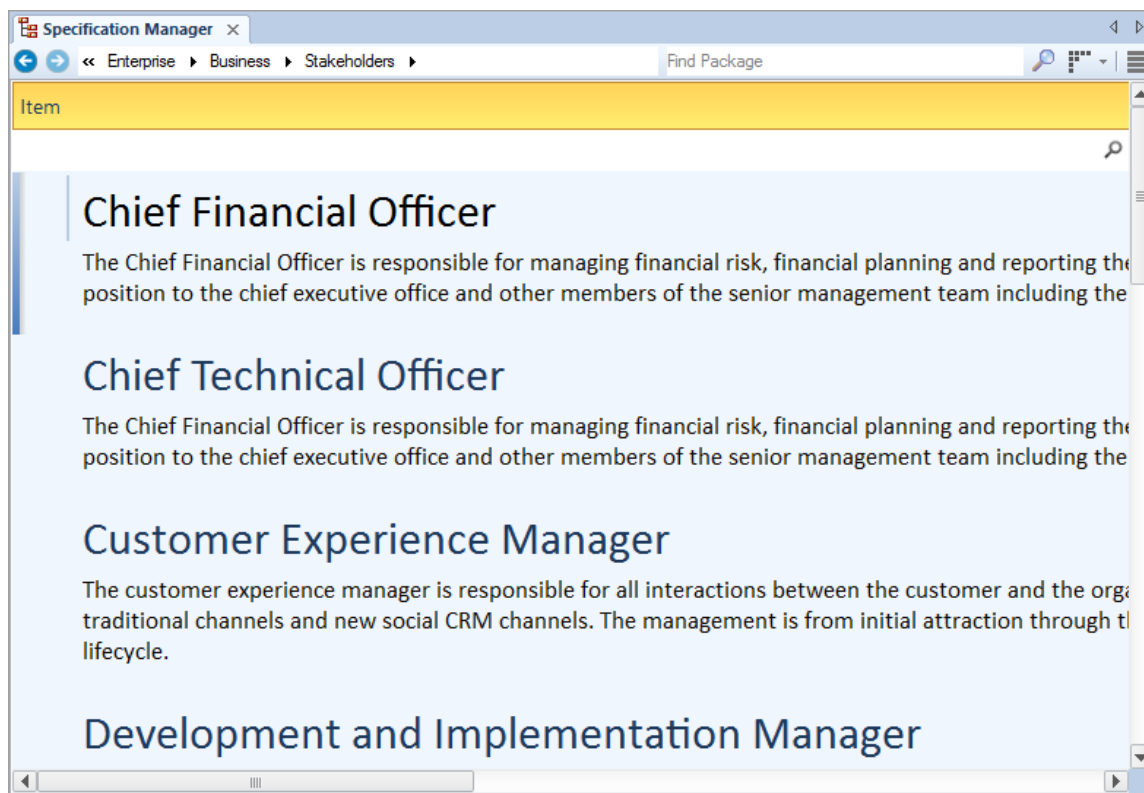 Specification Manager
« Enterprise Business Stakeholders Find Package
Item
Chief Financial Officer
The Chief Financial Officer is responsible for managing financial risk, financial planning and reporting the
position to the chief executive office and other members of the senior management team including the
Chief Technical Officer
The Chief Financial Officer is responsible for managing financial risk, financial planning and reporting the
position to the chief executive office and other members of the senior management team including the
Customer Experience Manager
The customer experience manager is responsible for all interactions between the customer and the
traditional channels and new social CRM channels. The management is from initial attraction through
lifecycle.
Development and Implementation Manager